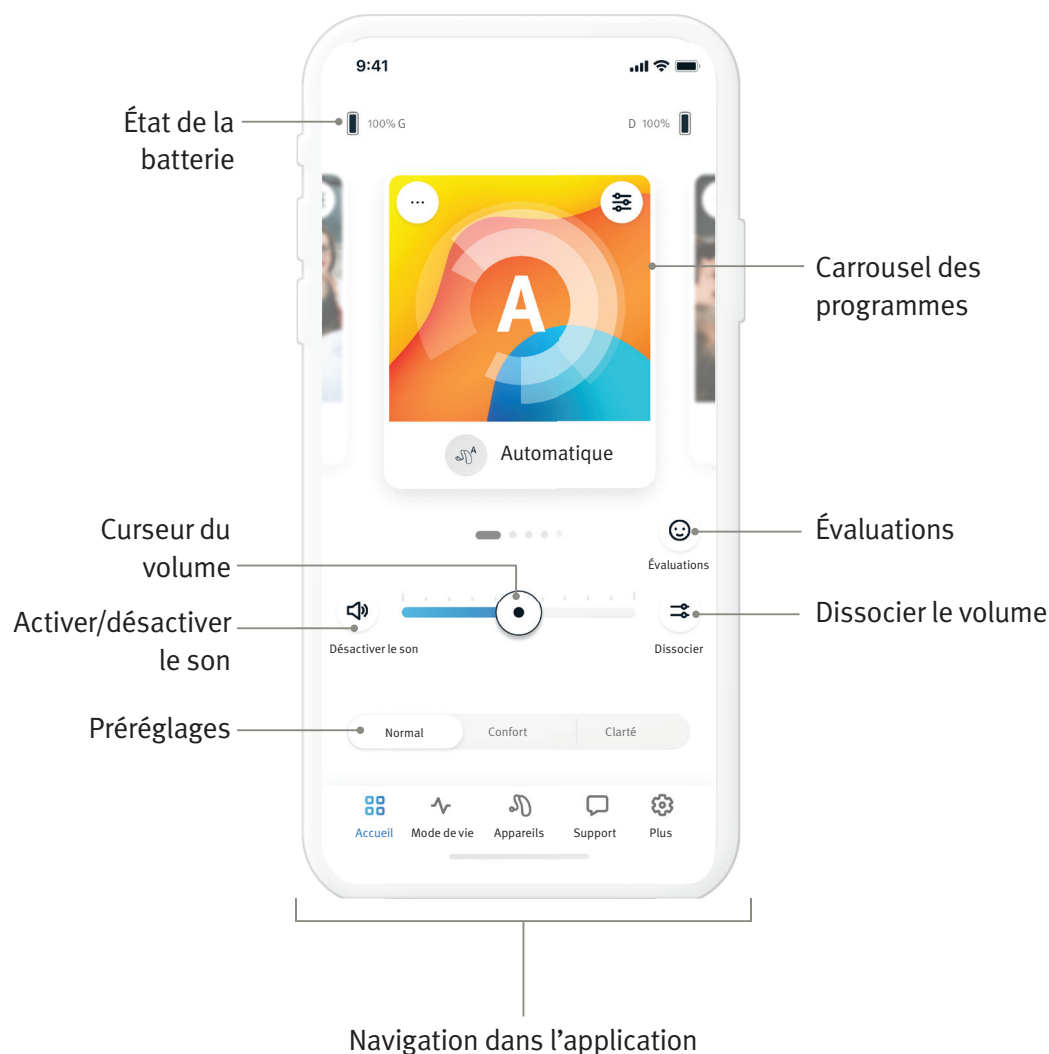 9:41
État de la
batterie
100% G
D 100%
...
A
Carrousel des
programmes
A
Automatique
Curseur du
volume
Évaluations
Évaluations
Activer/désactiver
le son
Désactiver le son
Dissocier
Dissocier le volume
Préréglages
Normal
Confort
Clarté
Accueil
Mode de vie
Appareils
Support
Plus
Navigation dans l’application